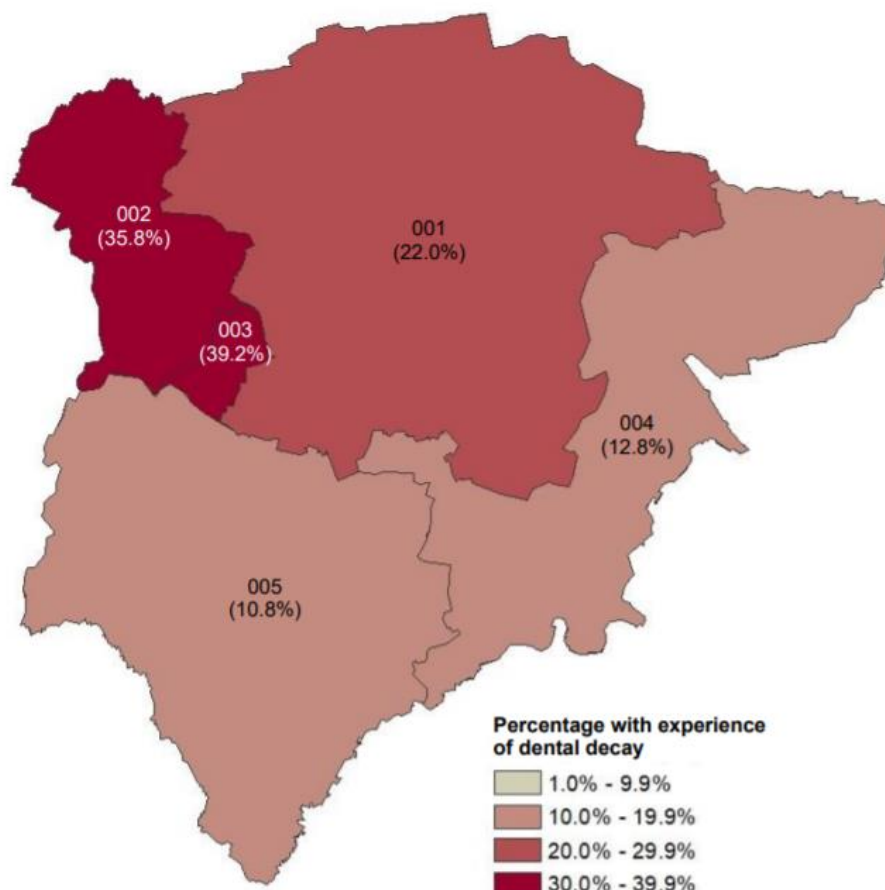 002
(35.8%)
001
(22.0%)
003
(39.2%)
004
(12.8%)
005
(10.8%)
Percentage with experience
of dental decay
1.0% - 9.9%
10.0% - 19.9%
20.0% - 29.9%
30.0% - 39.9%